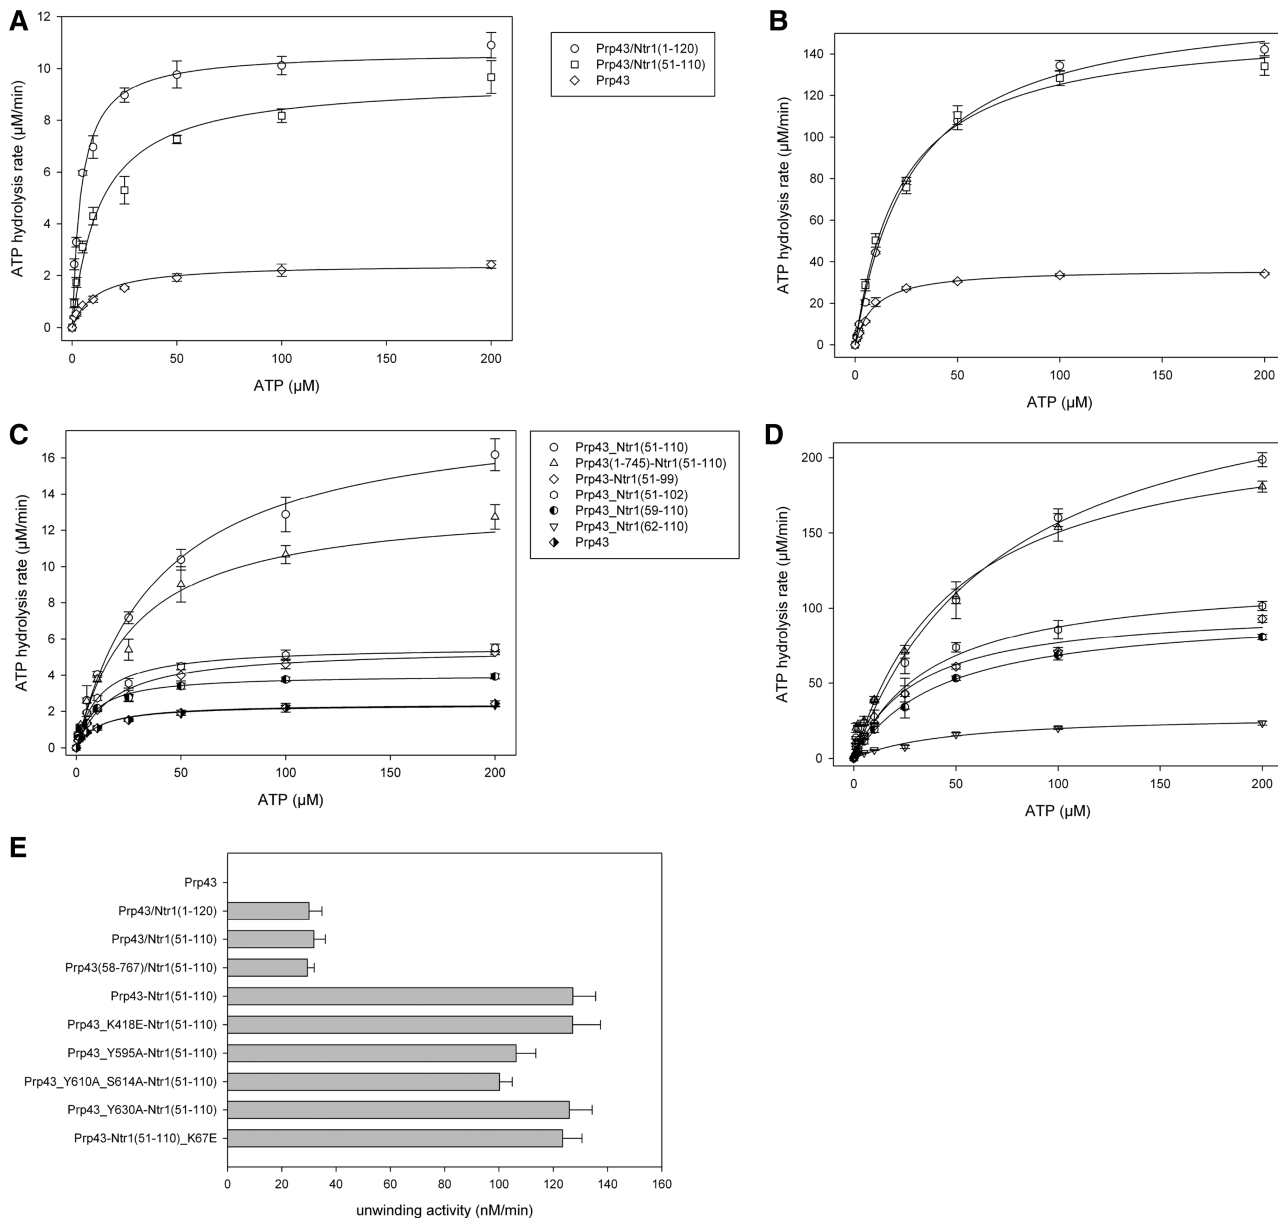 A
12
10
8
6
4
2
0
ATP hydrolysis rate (µM/min)
0 50 100 150 200
ATP (µM)
Prp43/Ntr1(1-120)
Prp43/Ntr1(51-110)
Prp43
B
140
120
100
80
60
40
20
0
ATP hydrolysis rate (µM/min)
0 50 100 150 200
ATP (µM)
C
16
14
12
10
8
6
4
2
0
ATP hydrolysis rate (µM/min)
0 50 100 150 200
ATP (µM)
Prp43_Ntr1(51-110)
Prp43(1-745)-Ntr1(51-110)
Prp43-Ntr1(51-99)
Prp43_Ntr1(51-102)
Prp43_Ntr1(59-110)
Prp43_Ntr1(62-110)
Prp43
D
200
150
100
50
0
ATP hydrolysis rate (µM/min)
0 50 100 150 200
ATP (µM)
E
Prp43
Prp43/Ntr1(1-120)
Prp43/Ntr1(51-110)
Prp43(58-767)/Ntr1(51-110)
Prp43-Ntr1(51-110)
Prp43_K418E-Ntr1(51-110)
Prp43_Y595A-Ntr1(51-110)
Prp43_Y610A_S614A-Ntr1(51-110)
Prp43_Y630A-Ntr1(51-110)
Prp43-Ntr1(51-110)_K67E
0 20 40 60 80 100 120 140 160
unwinding activity (nM/min)